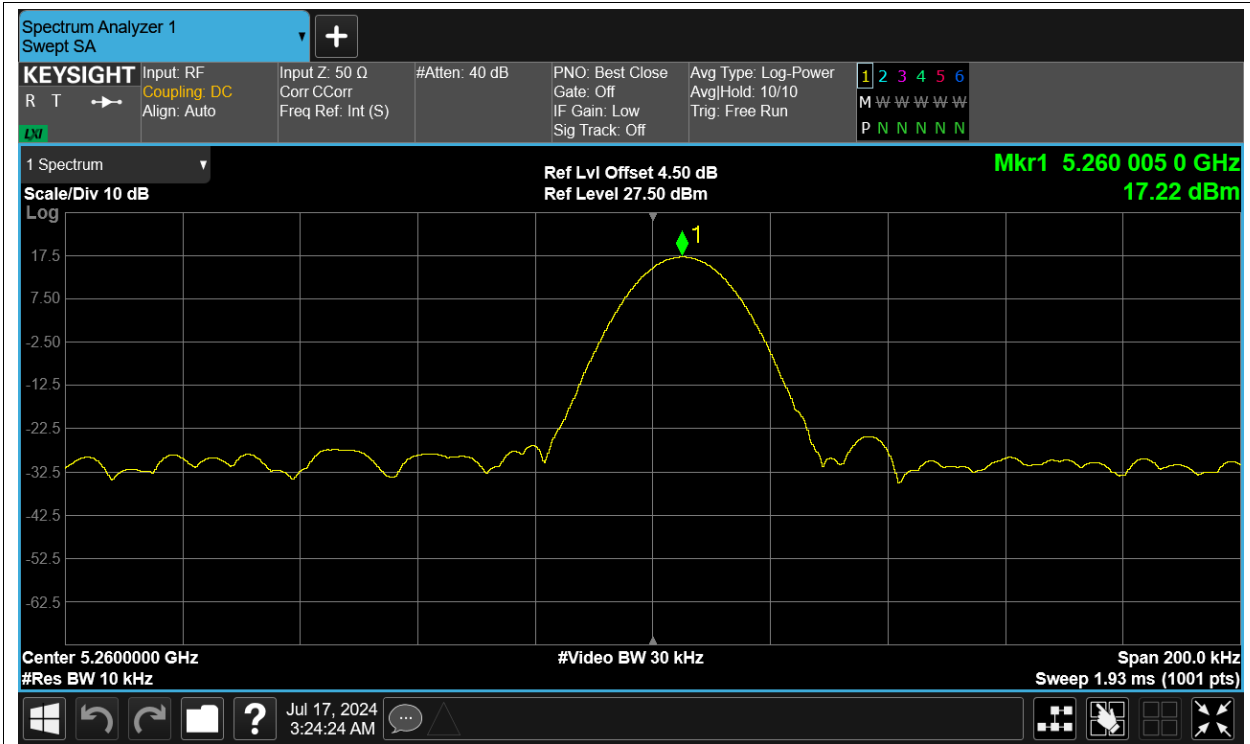 Spectrum Analyzer 1
Swept SA
+
KEYSIGHT
R T
LXI
Input: RF
Coupling: DC
Align: Auto
Input Z: 50 Ω
Corr CCorr
Freq Ref: Int (S)
#Atten: 40 dB
PNO: Best Close
Gate: Off
IF Gain: Low
Sig Track: Off
Avg Type: Log-Power
Avg|Hold: 10/10
Trig: Free Run
1 2 3 4 5 6
M W W W W W
P N N N N N
1 Spectrum
Scale/Div 10 dB
Log
Ref Lvl Offset 4.50 dB
Ref Level 27.50 dBm
Mkr1 5.260 005 0 GHz
17.22 dBm
1
17.5
7.50
-2.50
-12.5
-22.5
-32.5
-42.5
-52.5
-62.5
Center 5.2600000 GHz
#Res BW 10 kHz
#Video BW 30 kHz
Span 200.0 kHz
Sweep 1.93 ms (1001 pts)
?
Jul 17, 2024
3:24:24 AM